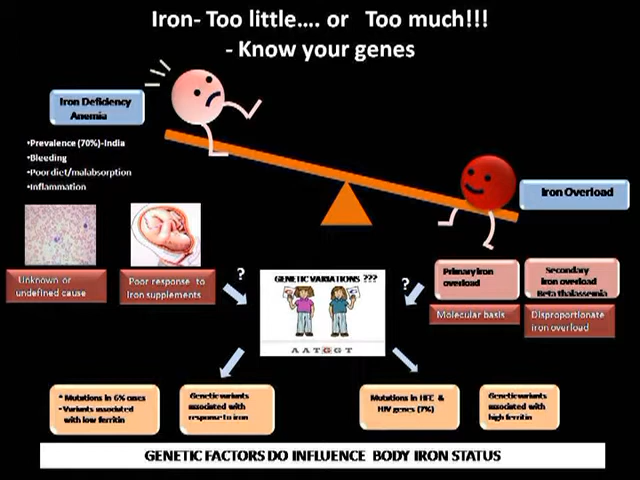 Iron- Too little.... or Too much!!!
- Know your genes
Iron Deficiency
Anemia
•Prevalence (70%)-India
•Bleeding
•Poor diet/malabsorption
•Inflammation
Iron Overload
Unknown or
undefined cause
Poor response to
Iron supplements
?
GENETIC VARIATIONS ???
A A T G G T
?
Primary Iron
overload
Secondary
iron overload
Beta thalassemia
Molecular basis
Disproportionate
iron overload
* Mutations in 6% cases
• Variants associated
with low ferritin
Genetic variants
associated with
response to iron
Mutations in HFE &
HJV genes (7%)
Genetic variants
associated with
high ferritin
GENETIC FACTORS DO INFLUENCE BODY IRON STATUS